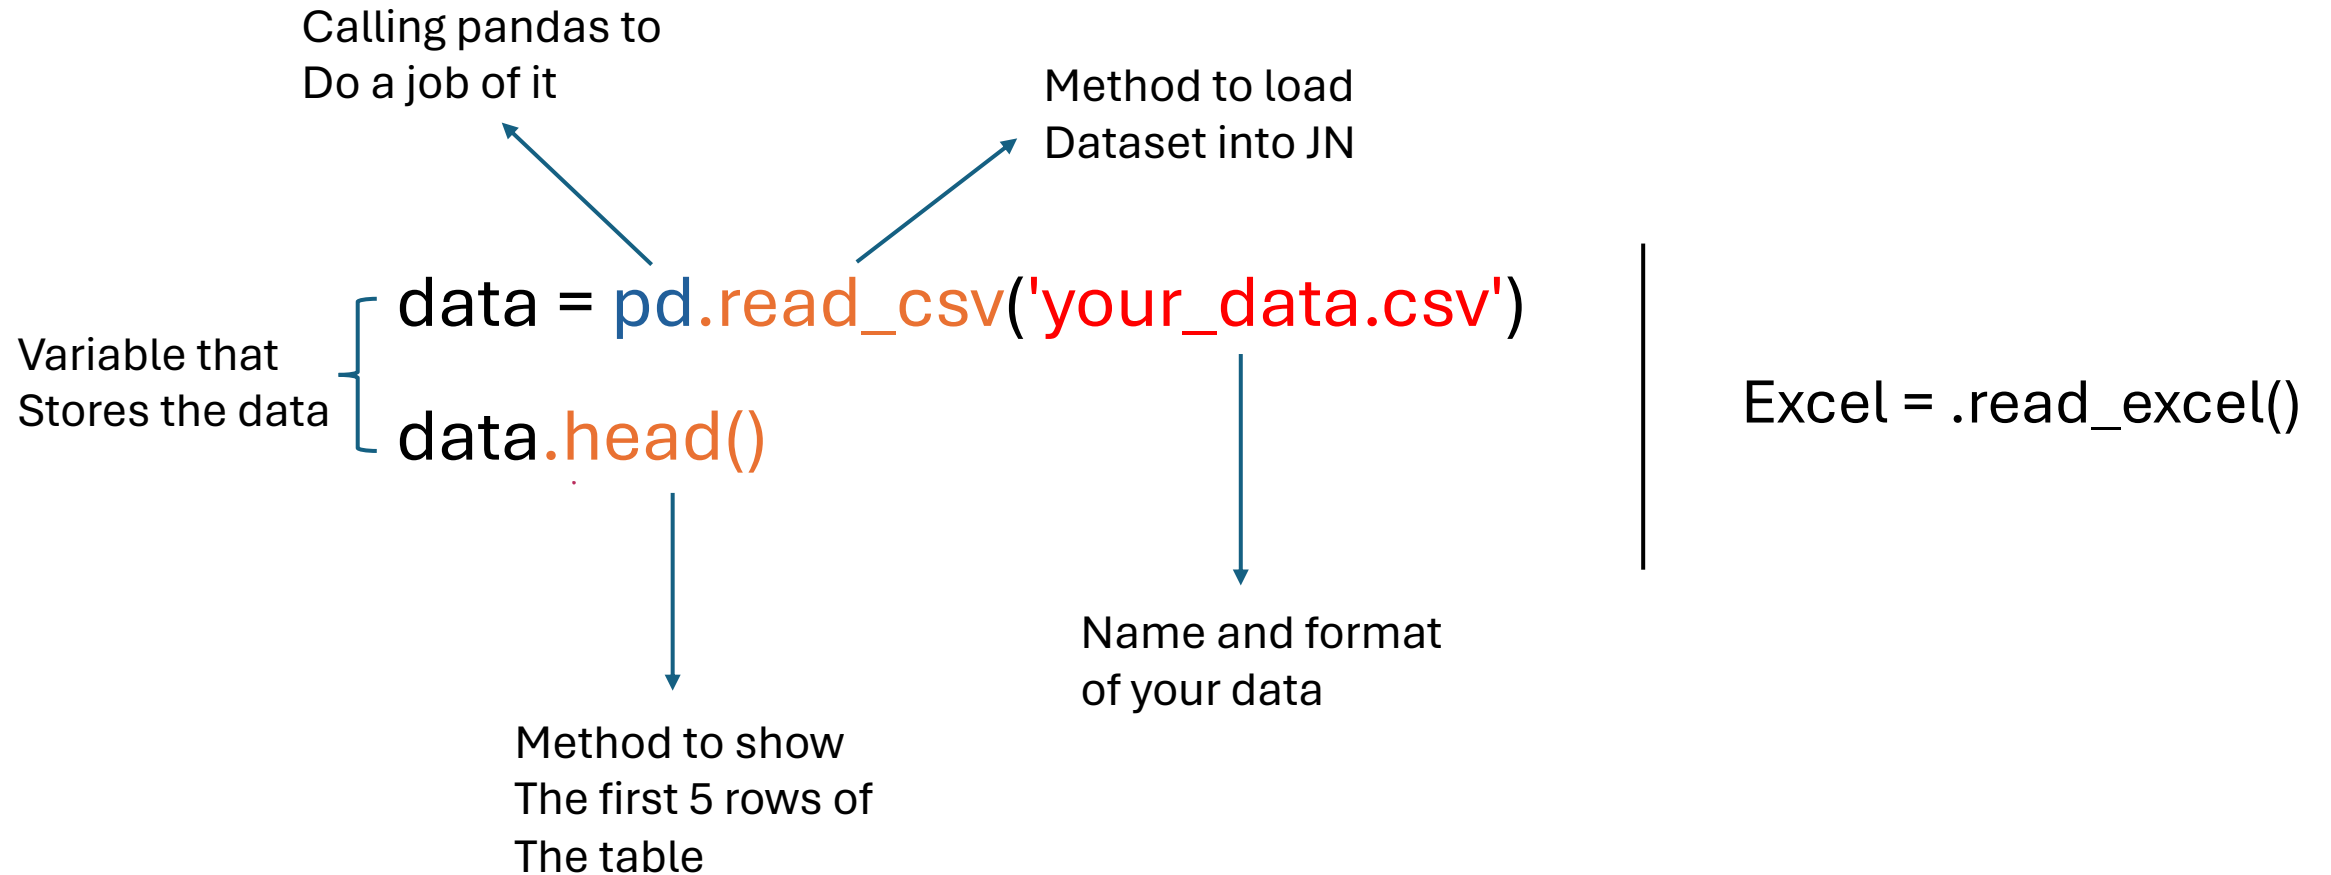 Calling pandas to
Do a job of it
Method to load
Dataset into JN
data = pd.read_csv('your_data.csv')
Variable that
Stores the data
data.head()
Excel = .read_excel()
Name and format
of your data
Method to show
The first 5 rows of
The table